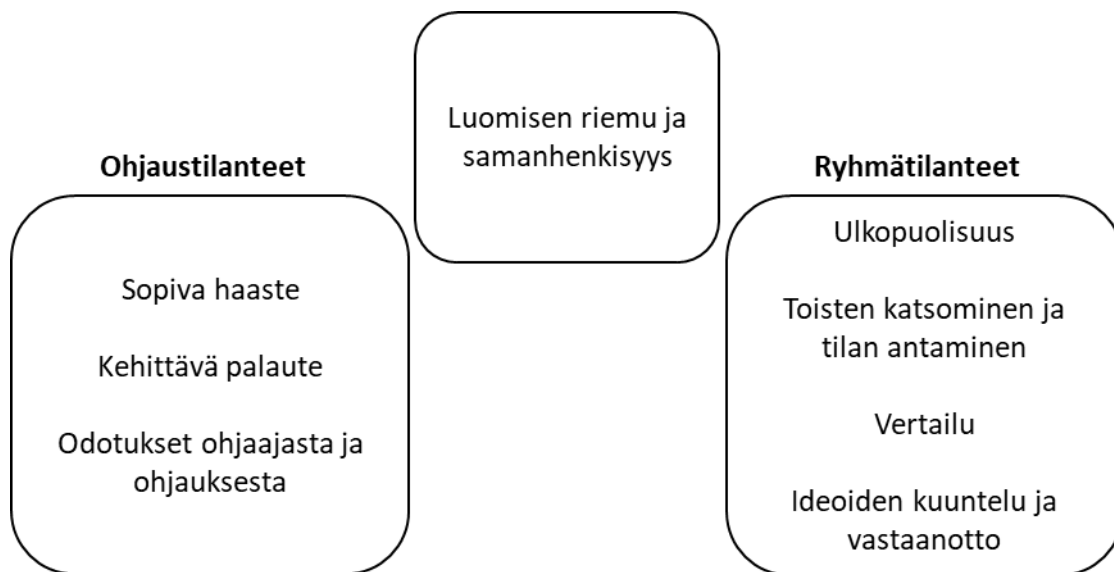 Luomisen riemu ja
samanhenkisyys
Ohjaustilanteet
Sopiva haaste
Kehittävä palaute
Odotukset ohjaajasta ja
ohjauksesta
Ryhmätilanteet
Ulkopuolisuus
Toisten katsominen ja
tilan antaminen
Vertailu
Ideoiden kuuntelu ja
vastaanotto